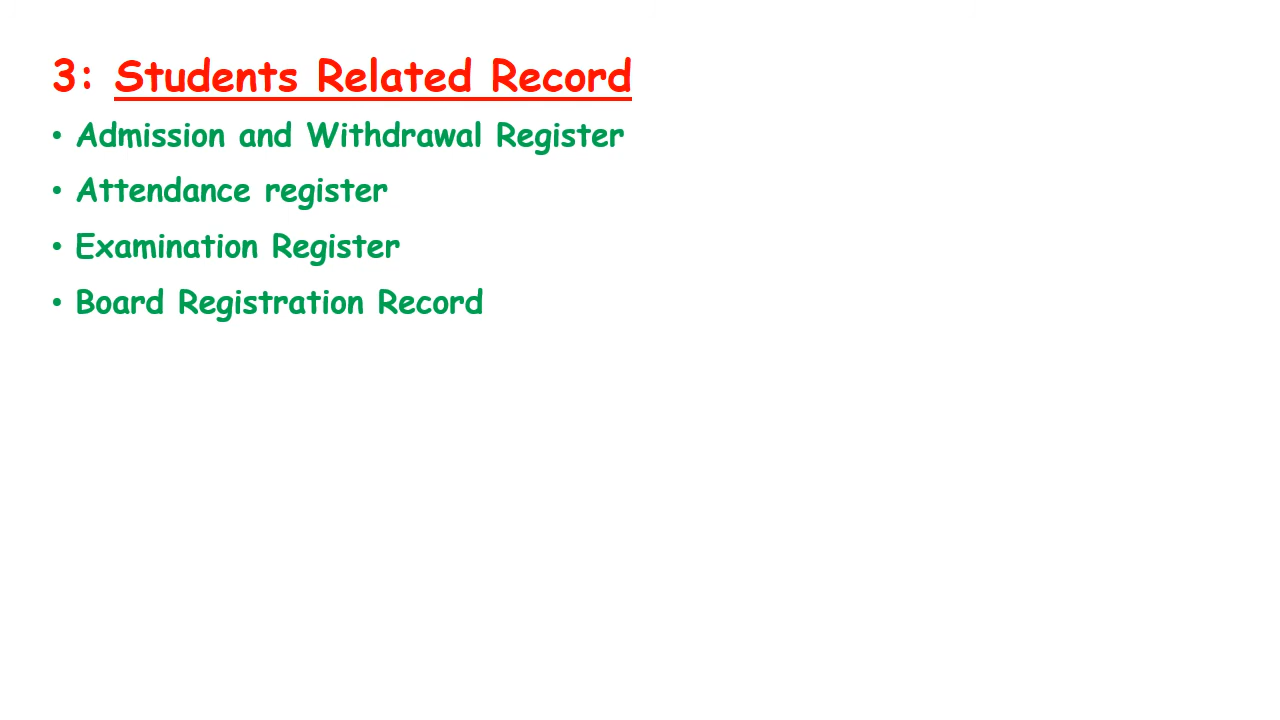 3: Students Related Record
• Admission and Withdrawal Register
• Attendance register
• Examination Register
• Board Registration Record